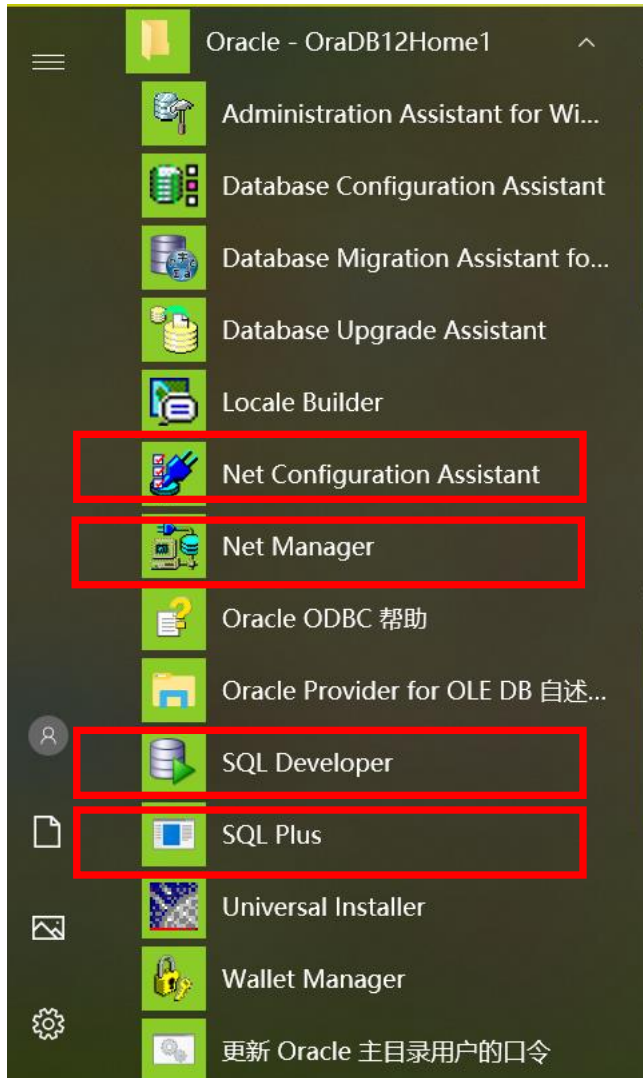 Oracle - OraDB12Home1
Administration Assistant for Wi...
Database Configuration Assistant
Database Migration Assistant fo...
Database Upgrade Assistant
Locale Builder
Net Configuration Assistant
Net Manager
Oracle ODBC 帮助
Oracle Provider for OLE DB 自述...
SQL Developer
SQL Plus
Universal Installer
Wallet Manager
更新 Oracle 主目录用户的口令